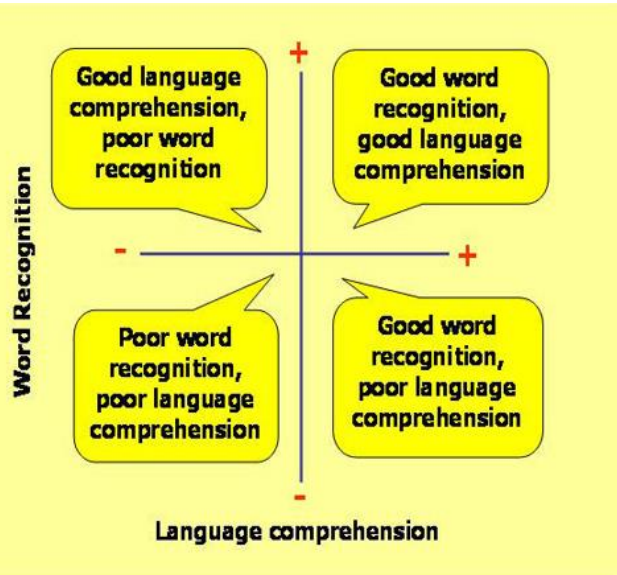 +
Good language
comprehension,
poor word
recognition
Good word
recognition,
good language
comprehension
Word Recognition
-
+
Poor word
recognition,
poor language
comprehension
Good word
recognition,
poor language
comprehension
-
Language comprehension